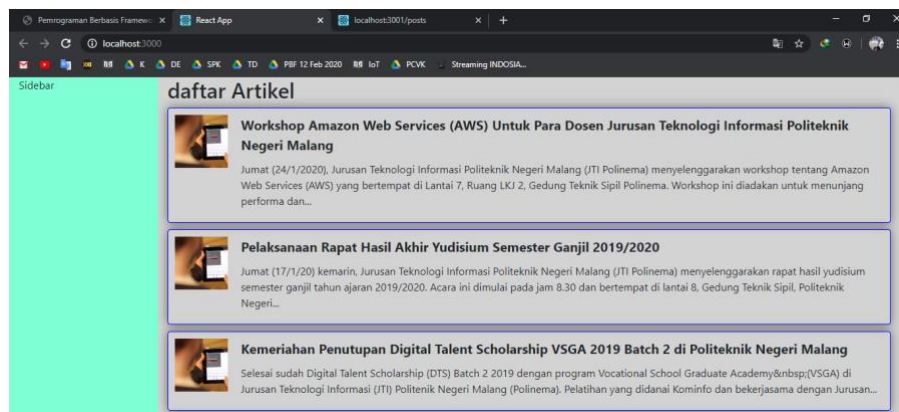 Pemrograman Berbasis Framewo
React App
localhost:3001/posts
localhost:3000
K
DE
SPK
TD
PBF 12 Feb 2020
IoT
PCVK
Streaming INDOSIA...
Sidebar
daftar Artikel
Workshop Amazon Web Services (AWS) Untuk Para Dosen Jurusan Teknologi Informasi Politeknik
Negeri Malang
Jumat (24/1/2020), Jurusan Teknologi Informasi Politeknik Negeri Malang (JTI Polinema) menyelenggarakan workshop tentang Amazon
Web Services (AWS) yang bertempat di Lantai 7, Ruang LKJ 2, Gedung Teknik Sipil Polinema. Workshop ini diadakan untuk menunjang
performa dan...
Pelaksanaan Rapat Hasil Akhir Yudisium Semester Ganjil 2019/2020
Jumat (17/1/20) kemarin, Jurusan Teknologi Informasi Politeknik Negeri Malang (JTI Polinema) menyelenggarakan rapat hasil yudisium
semester ganjil tahun ajaran 2019/2020. Acara ini dimulai pada jam 8.30 dan bertempat di lantai 8, Gedung Teknik Sipil, Politeknik
Negeri...
Kemeriahan Penutupan Digital Talent Scholarship VSGA 2019 Batch 2 di Politeknik Negeri Malang
Selesai sudah Digital Talent Scholarship (DTS) Batch 2 2019 dengan program Vocational School Graduate Academy&nbsp;(VSGA) di
Jurusan Teknologi Informasi (JTI) Politenik Negeri Malang (Polinema). Pelatihan yang didanai Kominfo dan bekerjasama dengan Jurusan...